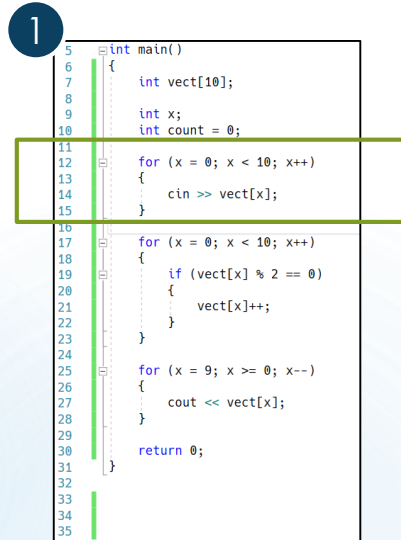 1
5 int main()
6 {
7 int vect[10];
8
9 int x;
10 int count = 0;
11
12 for (x = 0; x < 10; x++)
13 {
14 cin >> vect[x];
15 }
16
17 for (x = 0; x < 10; x++)
18 {
19 if (vect[x] % 2 == 0)
20 {
21 vect[x]++;
22 }
23 }
24
25 for (x = 9; x >= 0; x--)
26 {
27 cout << vect[x];
28 }
29
30 return 0;
31 }
32
33
34
35